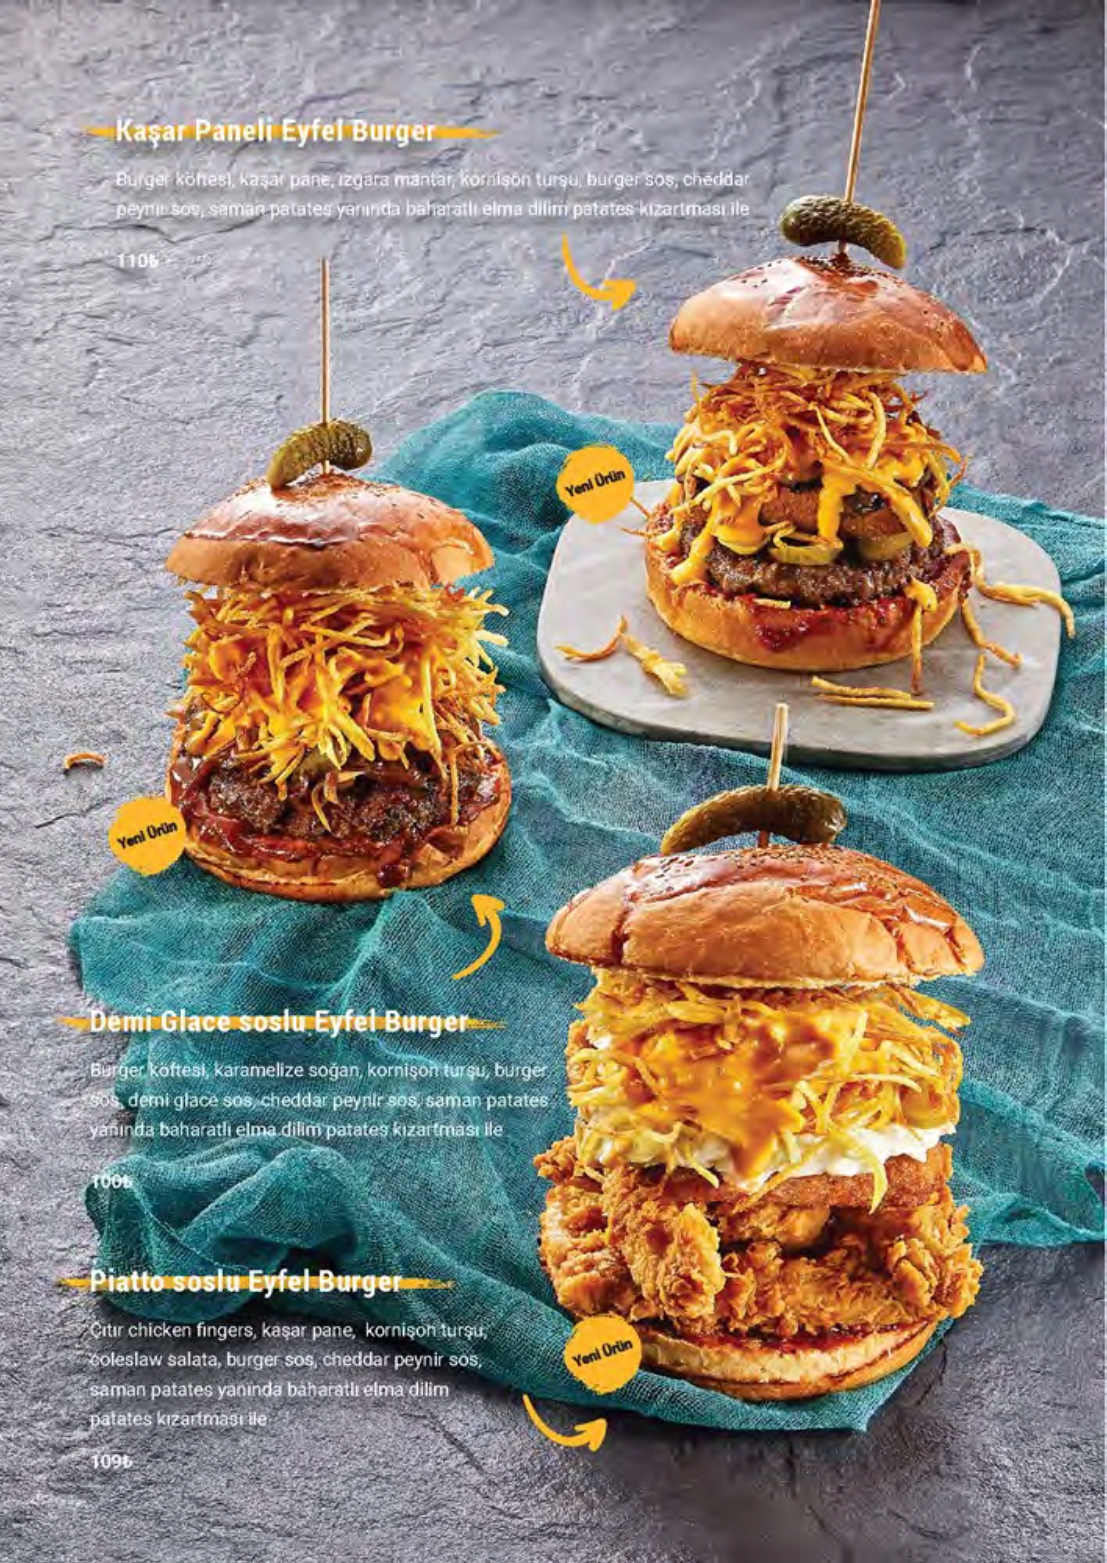 Kaşar Paneli Eyfel Burger
Burger köftesi, kaşar pane, ızgara mantar, kornişon turşu, burger sos, cheddar
peynir sos, saman patates yanında baharatlı elma dilim patates kızartması ile
110₺
Yeni Ürün
Yeni Ürün
Demi Glace soslu Eyfel Burger
Burger köftesi, karamelize soğan, kornişon turşu, burger
sos, demi glace sos, cheddar peynir sos, saman patates
yanında baharatlı elma dilim patates kızartması ile
100₺
Piatto soslu Eyfel Burger
Çıtır chicken fingers, kaşar pane, kornişon turşu,
coleslaw salata, burger sos, cheddar peynir sos,
saman patates yanında baharatlı elma dilim
patates kızartması ile
109₺
Yeni Ürün